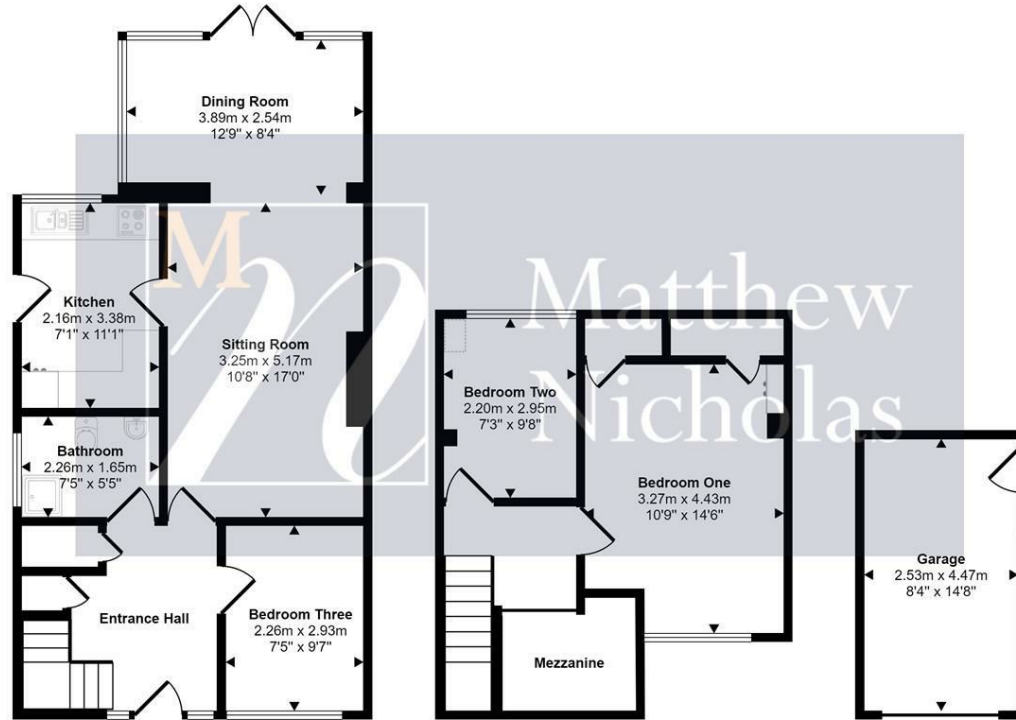 Dining Room
3.89m x 2.54m
12'9" x 8'4"
M
n
Matthew
Nicholas
Kitchen
2.16m x 3.38m
7'1" x 11'1"
Sitting Room
3.25m x 5.17m
10'8" x 17'0"
Bathroom
2.26m x 1.65m
7'5" x 5'5"
Entrance Hall
Bedroom Three
2.26m x 2.93m
7'5" x 9'7"
Bedroom Two
2.20m x 2.95m
7'3" x 9'8"
Bedroom One
3.27m x 4.43m
10'9" x 14'6"
Mezzanine
Garage
2.53m x 4.47m
8'4" x 14'8"